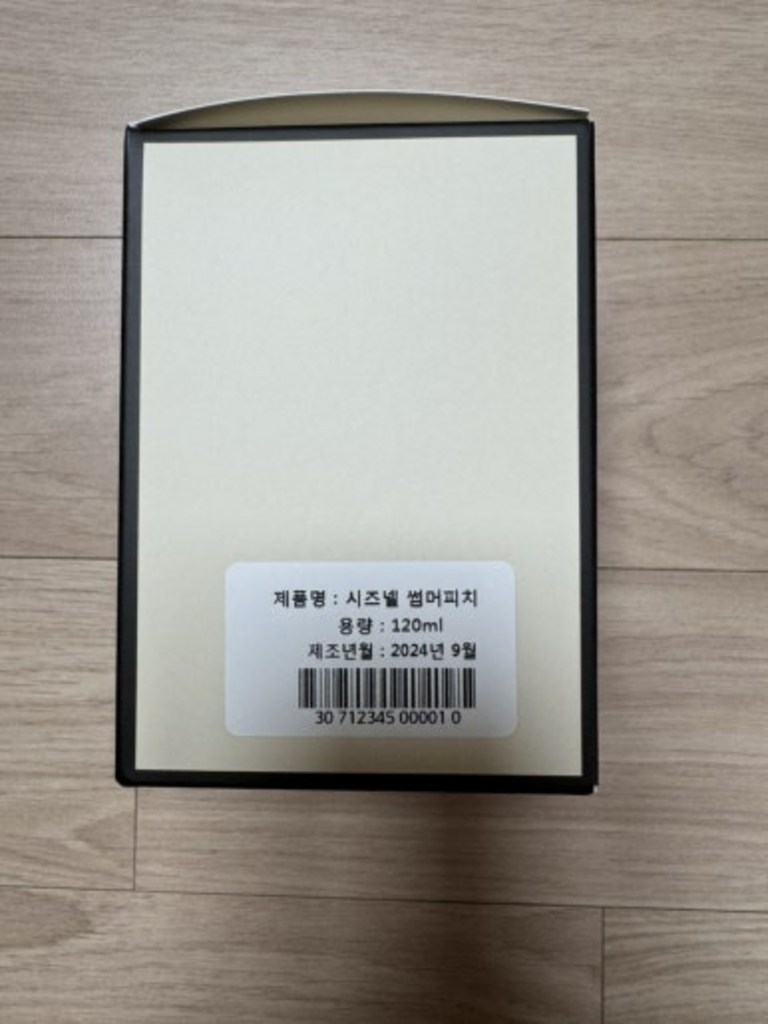 제품명 : 시즈넬 썸머피치
용량 : 120ml
제조년월 : 2024년 9월
30 712345 00001 0